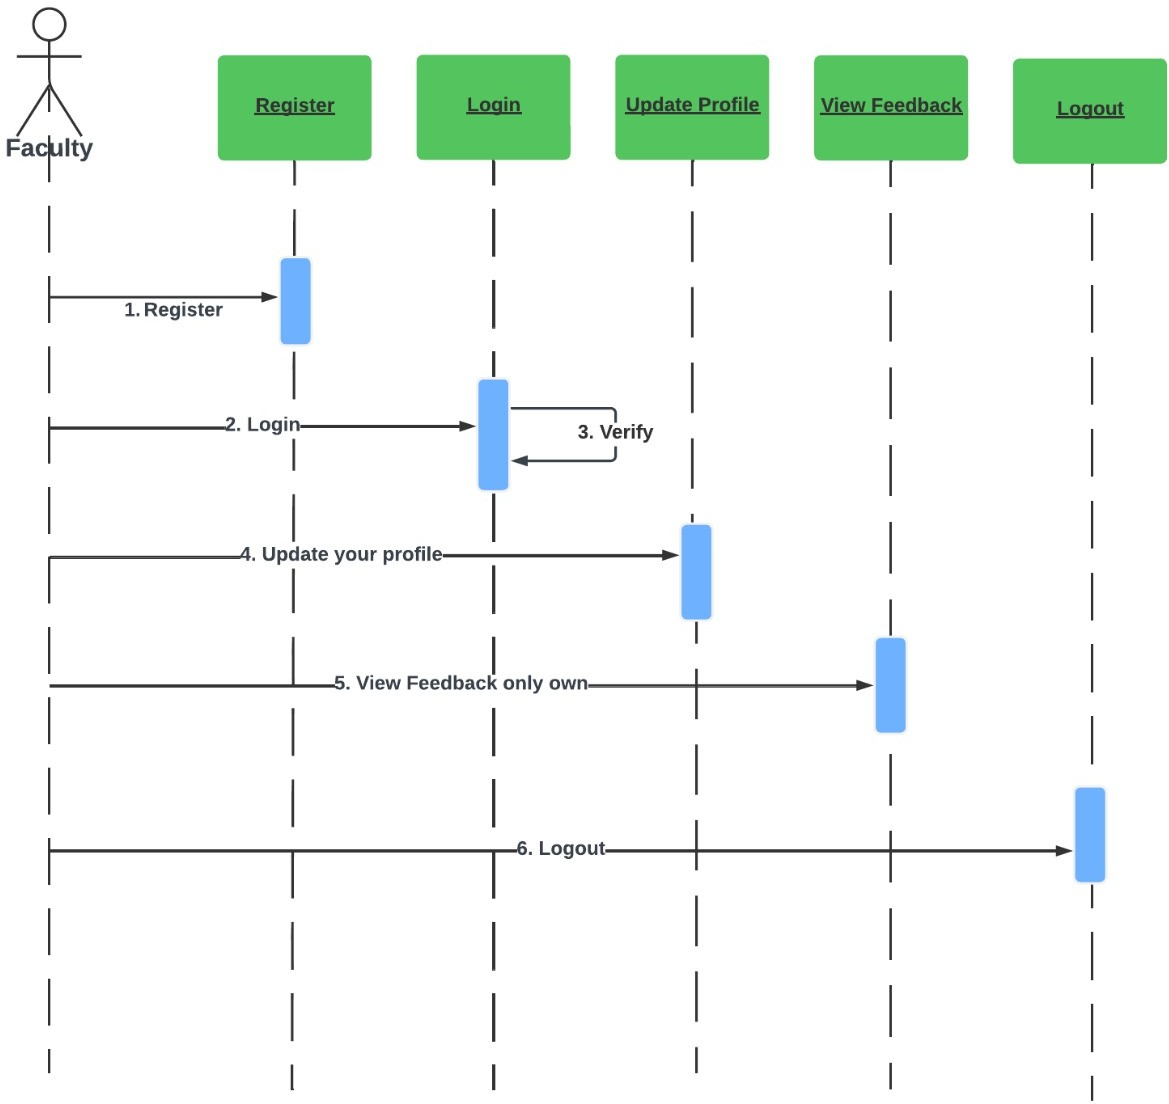 Faculty
Register
Login
Update Profile
View Feedback
Logout
1. Register
2. Login
3. Verify
4. Update your profile
5. View Feedback only own
6. Logout